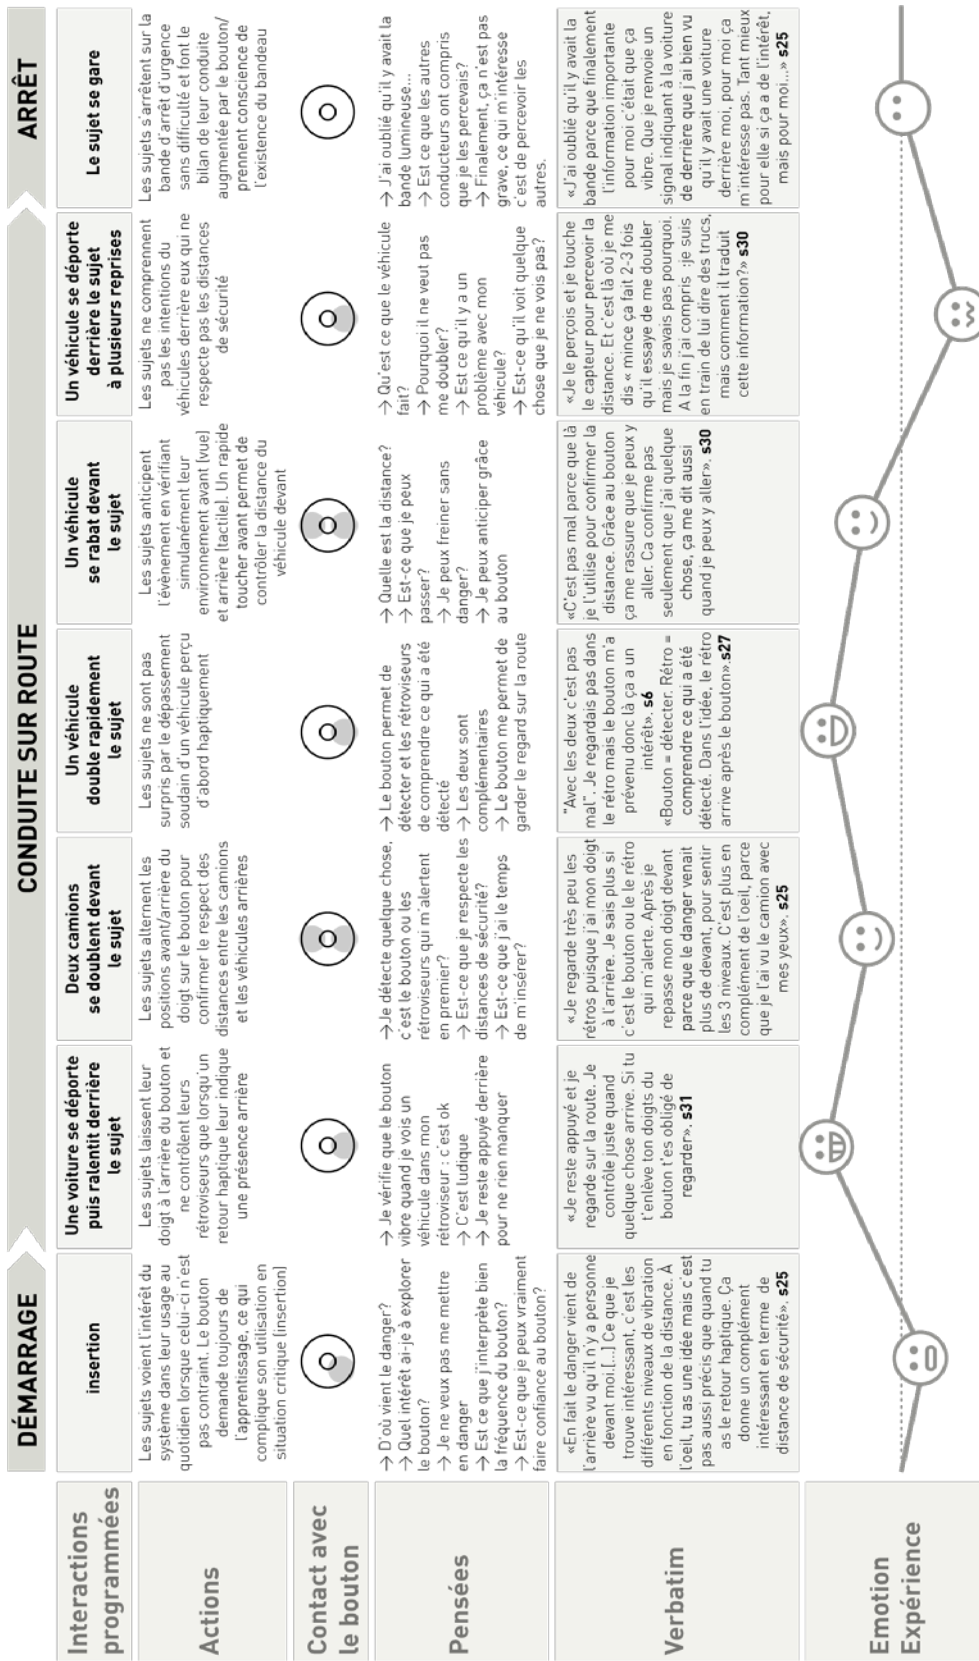 DÉMARRAGE
CONDUITE SUR ROUTE
ARRÊT
Interactions
programmées
insertion
Une voiture se déporte
puis ralentit derrière
le sujet
Deux camions
se doublent devant
le sujet
Un véhicule
double rapidement
le sujet
Un véhicule
se rabat devant
le sujet
Un véhicule se déporte
derrière le sujet
à plusieurs reprises
Le sujet se gare
Actions
Les sujets voient l'intérêt du
système dans leur usage au
quotidien lorsque celui-ci n'est
pas contraint. Le bouton
demande toujours de
l'apprentissage, ce qui
complique son utilisation en
situation critique (insertion)
Les sujets laissent leur
doigt à l'arrière du bouton et
ne contrôlent leurs
rétroviseurs que lorsqu'un
retour haptique leur indique
une présence arrière
Les sujets alternent les
positions avant/arrière du
doigt sur le bouton pour
confirmer le respect des
distances entre les camions
et les véhicules arrières
Les sujets ne sont pas
surpris par le dépassement
soudain d'un véhicule perçu
d'abord haptiquement
Les sujets anticipent
l'évènement en vérifiant
simultanément leur
environnement avant (vue)
et arrière (tactile). Un rapide
toucher avant permet de
contrôler la distance du
véhicule devant
Les sujets ne comprennent
pas les intentions du
véhicules derrière eux qui ne
respecte pas les distances
de sécurité
Les sujets s'arrêtent sur la
bande d'arrêt d'urgence
sans difficulté et font le
bilan de leur conduite
augmentée par le bouton/
prennent conscience de
l'existence du bandeau
Contact avec
le bouton
Pensées
→ D'où vient le danger?
→ Quel intérêt ai-je à explorer
le bouton?
→ Je ne veux pas me mettre
en danger
→ Est ce que j'interprète bien
la fréquence du bouton?
→ Est-ce que je peux vraiment
faire confiance au bouton?
→ Je vérifie que le bouton
vibre quand je vois un
véhicule dans mon
rétroviseur : c'est ok
→ C'est ludique
→ Je reste appuyé derrière
pour ne rien manquer
→Je détecte quelque chose,
c'est le bouton ou les
rétroviseurs qui m'alertent
en premier?
→ Est-ce que je respecte les
distances de sécurité?
→ Est-ce que j'ai le temps
de m'insérer?
→ Le bouton permet de
détecter et les rétroviseurs
de comprendre ce qui a été
détecté
→ Les deux sont
complémentaires
→ Le bouton me permet de
garder le regard sur la route
→ Quelle est la distance?
→ Est-ce que je peux
passer?
→ Je peux freiner sans
danger?
→ Je peux anticiper grâce
au bouton
→ Qu'est ce que le véhicule
fait?
→ Pourquoi il ne veut pas
me doubler?
→ Est ce qu'il y a un
problème avec mon
véhicule?
→ Est-ce qu'il voit quelque
chose que je ne vois pas?
→ J'ai oublié qu'il y avait la
bande lumineuse...
→ Est ce que les autres
conducteurs ont compris
que je les percevais?
→ Finalement, ça n'est pas
grave, ce qui m'intéresse
c'est de percevoir les
autres.
Verbatim
«En fait le danger vient de
l'arrière vu qu'il n'y a personne
devant moi.[...] Ce que je
trouve intéressant, c'est les
différents niveaux de vibration
en fonction de la distance. À
l'oeil, tu as une idée mais c'est
pas aussi précis que quand tu
as le retour haptique. Ça
donne un complément
intéressant en terme de
distance de sécurité». s25
«Je reste appuyé et je
regarde sur la route. Je
contrôle juste quand
quelque chose arrive. Si tu
t'enlève ton doigts du
bouton t'es obligé de
regarder». s31
«Je regarde très peu les
rétros puisque j'ai mon doigt
à l'arrière. Je sais plus si
c'est le bouton ou le rétro
qui m'alerte. Après je
repasse mon doigt devant
parce que le danger venait
plus de devant, pour sentir
les 3 niveaux. C'est plus en
complément de l'oeil, parce
que je l'ai vu le camion avec
mes yeux». s25
"Avec les deux c'est pas
mal". Je regardais pas dans
le rétro mais le bouton m'a
prévenu donc là ça a un
intérêt». s6
«Bouton = détecter. Rétro =
comprendre ce qui a été
détecté. Dans l'idée, le rétro
arrive après le bouton».s27
«C'est pas mal parce que là
je l'utilise pour confirmer la
distance. Grâce au bouton
ça me rassure que je peux y
aller. Ca confirme pas
seulement que j'ai quelque
chose, ça me dit aussi
quand je peux y aller». s30
«Je le perçois et je touche
le capteur pour percevoir la
distance. Et c'est là où je me
dis « mince ça fait 2-3 fois
qu'il essaye de me doubler
mais je savais pas pourquoi.
A la fin j'ai compris :je suis
en train de lui dire des trucs,
mais comment il traduit
cette information?» s30
«J'ai oublié qu'il y avait la
bande parce que finalement
l'information importante
pour moi c'était que ça
vibre. Que je renvoie un
signal indiquant à la voiture
de derrière que j'ai bien vu
qu'il y avait une voiture
derrière moi, pour moi ça
m'intéresse pas. Tant mieux
pour elle si ça a de l'intérêt,
mais pour moi...» s25
Emotion
Expérience